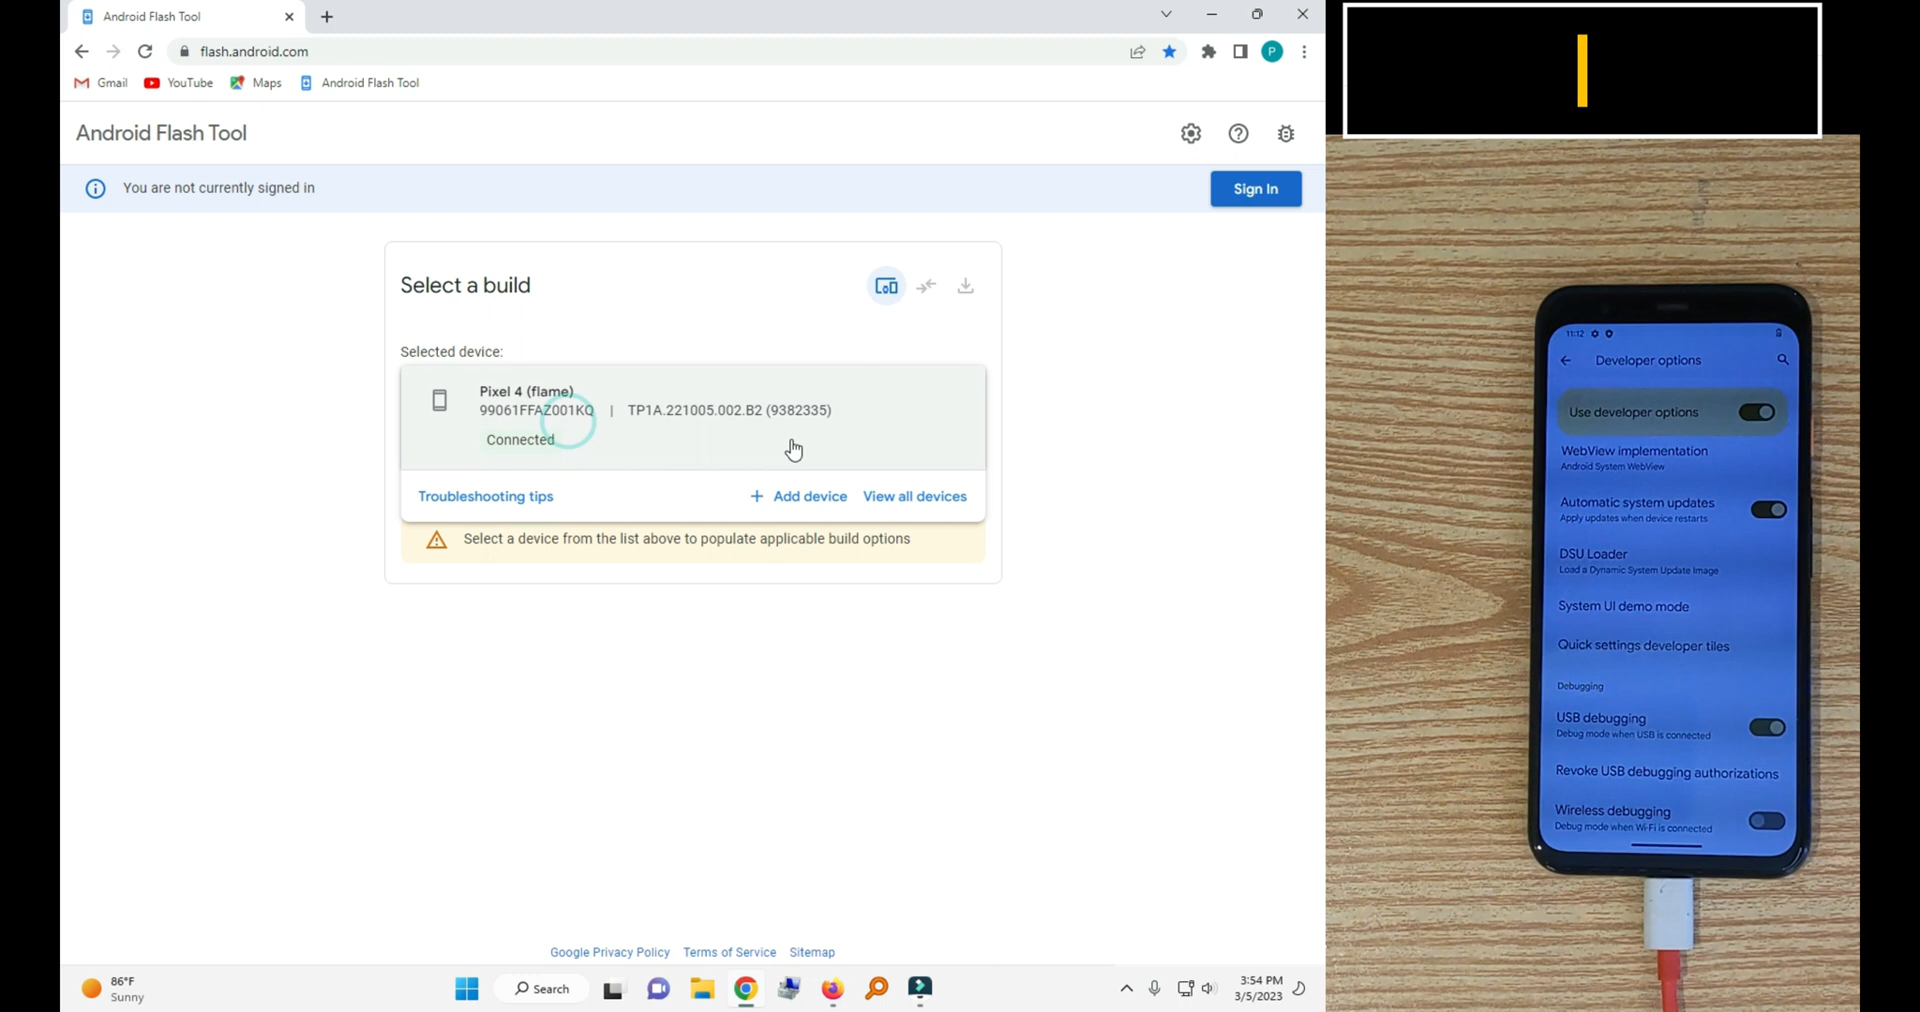 Android Flash Tool
flash.android.com
P
Gmail YouTube Maps Android Flash Tool
Android Flash Tool
You are not currently signed in
Sign In
Select a build
Selected device:
Pixel 4 (flame)
99061FFAZ001KQ | TP1A.221005.002.B2 (9382335)
Connected
Troubleshooting tips
Add device
View all devices
Select a device from the list above to populate applicable build options
Google Privacy Policy Terms of Service Sitemap
86°F
Sunny
Search
3:54 PM
3/5/2023
11:12
Developer options
Use developer options
WebView implementation
Android System WebView
Automatic system updates
Apply updates when device restarts
DSU Loader
Load a Dynamic System Update Image
System UI demo mode
Quick settings developer tiles
Debugging
USB debugging
Debug mode when USB is connected
Revoke USB debugging authorizations
Wireless debugging
Debug mode when Wi-Fi is connected